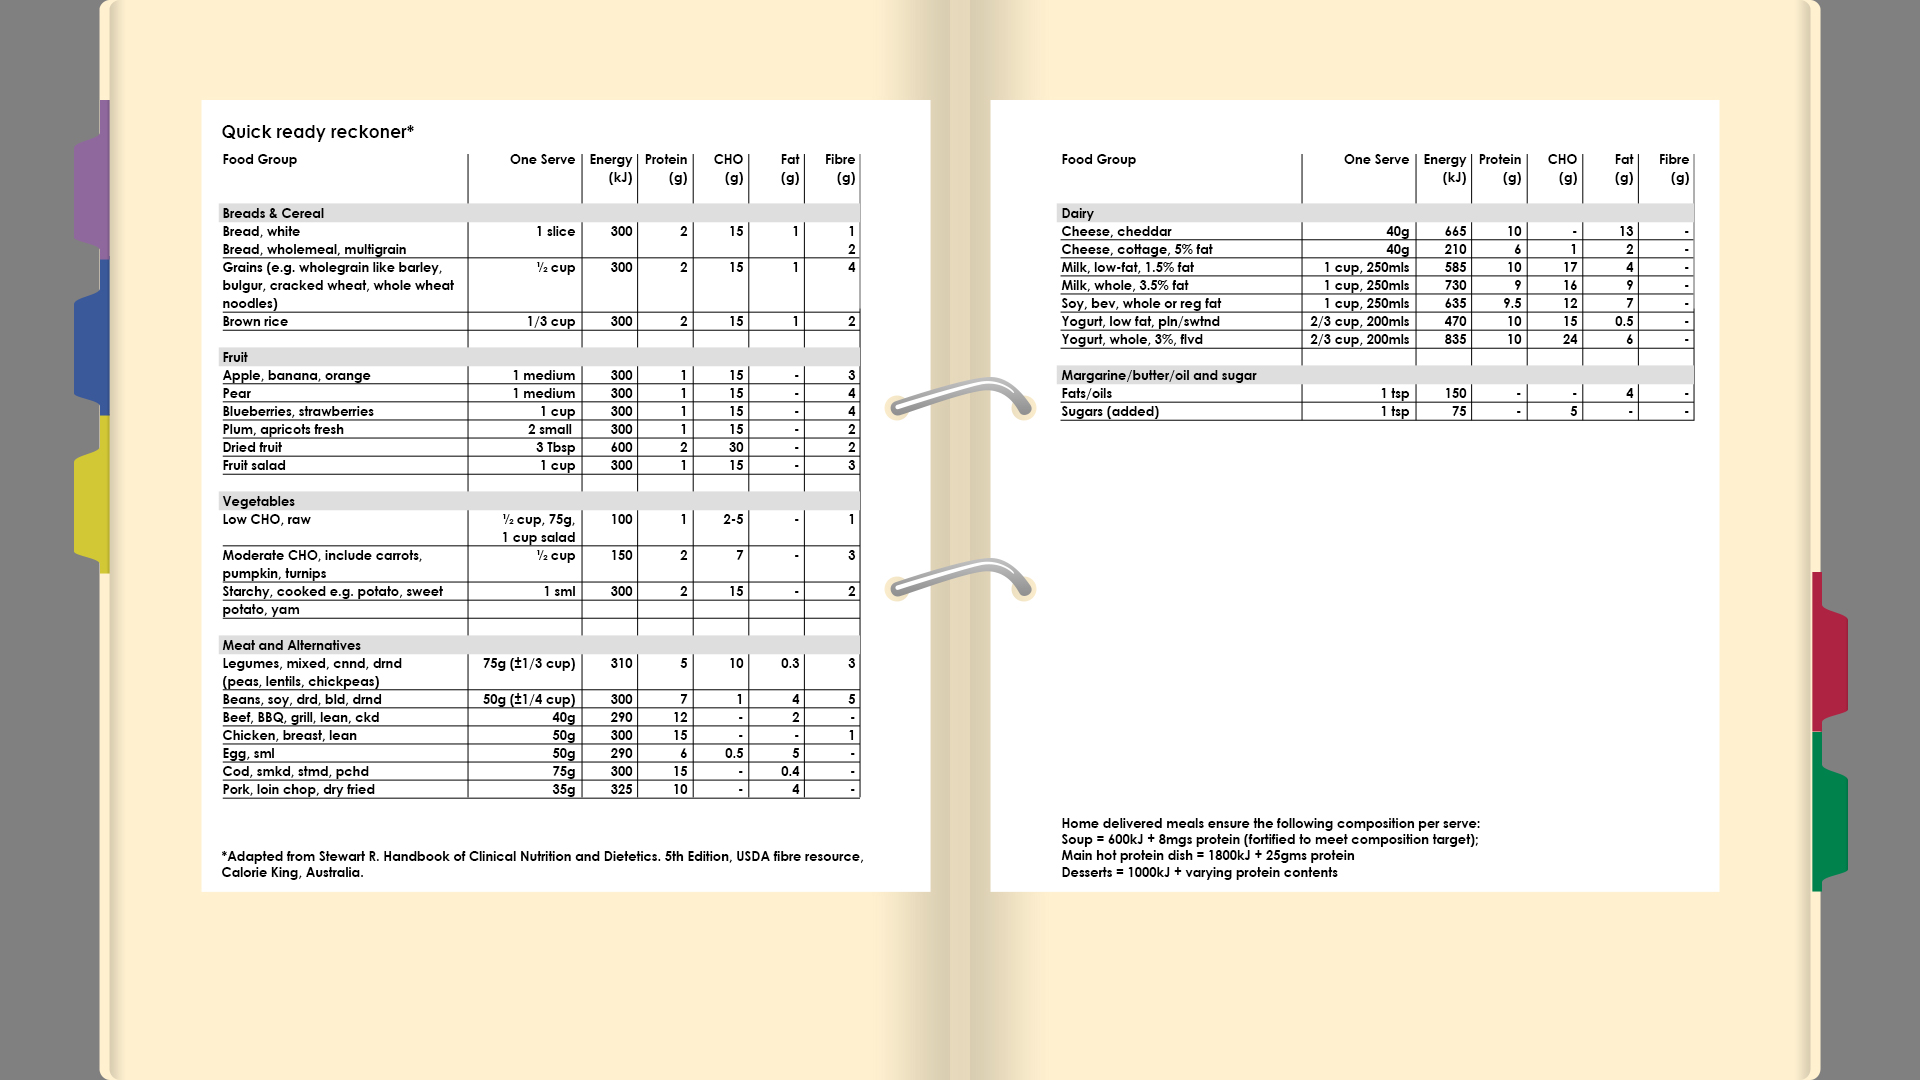 Quick ready reckoner*
Food Group One Serve Energy Protein CHO Fat Fibre
(kJ) (g) (g) (g) (g)
Breads & Cereal
Bread, white 1 slice 300 2 15 1 1
Bread, wholemeal, multigrain 2
Grains (e.g. wholegrain like barley, ½ cup 300 2 15 1 4
bulgur, cracked wheat, whole wheat
noodles)
Brown rice 1/3 cup 300 2 15 1 2
Fruit
Apple, banana, orange 1 medium 300 1 15 - 3
Pear 1 medium 300 1 15 - 4
Blueberries, strawberries 1 cup 300 1 15 - 4
Plum, apricots fresh 2 small 300 1 15 - 2
Dried fruit 3 Tbsp 600 2 30 - 2
Fruit salad 1 cup 300 1 15 - 3
Vegetables
Low CHO, raw ½ cup, 75g, 100 1 2-5 - 1
1 cup salad
Moderate CHO, include carrots, ½ cup 150 2 7 - 3
pumpkin, turnips
Starchy, cooked e.g. potato, sweet 1 sml 300 2 15 - 2
potato, yam
Meat and Alternatives
Legumes, mixed, cnnd, drnd 75g (±1/3 cup) 310 5 10 0.3 3
(peas, lentils, chickpeas)
Beans, soy, drd, bld, drnd 50g (±1/4 cup) 300 7 1 4 5
Beef, BBQ, grill, lean, ckd 40g 290 12 - 2 -
Chicken, breast, lean 50g 300 15 - - 1
Egg, sml 50g 290 6 0.5 5 -
Cod, smkd, stmd, pchd 75g 300 15 - 0.4 -
Pork, loin chop, dry fried 35g 325 10 - 4 -
*Adapted from Stewart R. Handbook of Clinical Nutrition and Dietetics. 5th Edition, USDA fibre resource,
Calorie King, Australia.
Food Group One Serve Energy Protein CHO Fat Fibre
(kJ) (g) (g) (g) (g)
Dairy
Cheese, cheddar 40g 665 10 - 13 -
Cheese, cottage, 5% fat 40g 210 6 1 2 -
Milk, low-fat, 1.5% fat 1 cup, 250mls 585 10 17 4 -
Milk, whole, 3.5% fat 1 cup, 250mls 730 9 16 9 -
Soy, bev, whole or reg fat 1 cup, 250mls 635 9.5 12 7 -
Yogurt, low fat, pln/swtnd 2/3 cup, 200mls 470 10 15 0.5 -
Yogurt, whole, 3%, flvd 2/3 cup, 200mls 835 10 24 6 -
Margarine/butter/oil and sugar
Fats/oils 1 tsp 150 - - 4 -
Sugars (added) 1 tsp 75 - 5 - -
Home delivered meals ensure the following composition per serve:
Soup = 600kJ + 8mgs protein (fortified to meet composition target);
Main hot protein dish = 1800kJ + 25gms protein
Desserts = 1000kJ + varying protein contents